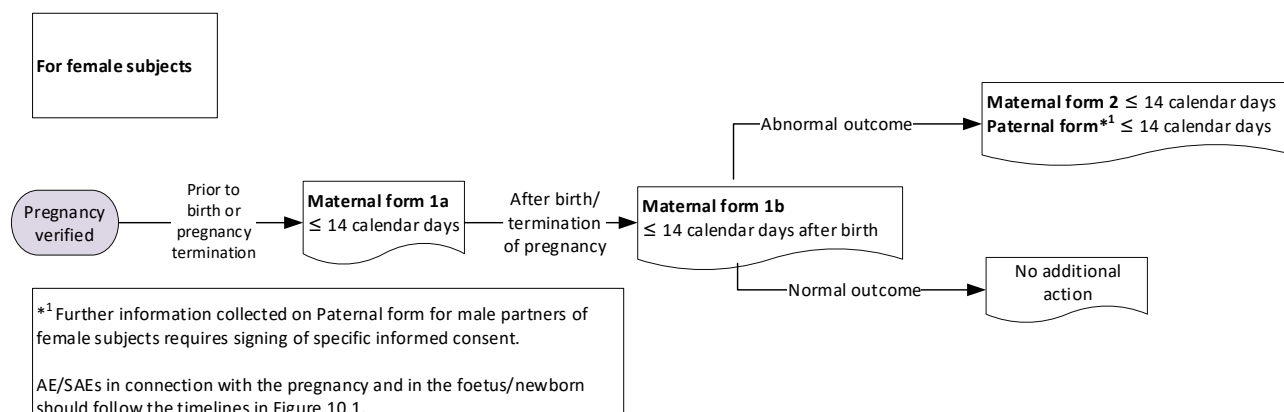 For female subjects
Pregnancy
verified
Prior to
birth or
pregnancy
termination
Maternal form 1a
≤ 14 calendar days
After birth/
termination
of pregnancy
Maternal form 1b
≤ 14 calendar days after birth
Abnormal outcome
Maternal form 2 ≤ 14 calendar days
Paternal form*1 ≤ 14 calendar days
Normal outcome
No additional
action
*1 Further information collected on Paternal form for male partners of
female subjects requires signing of specific informed consent.
AE/SAEs in connection with the pregnancy and in the foetus/newborn
should follow the timelines in Figure 10.1.